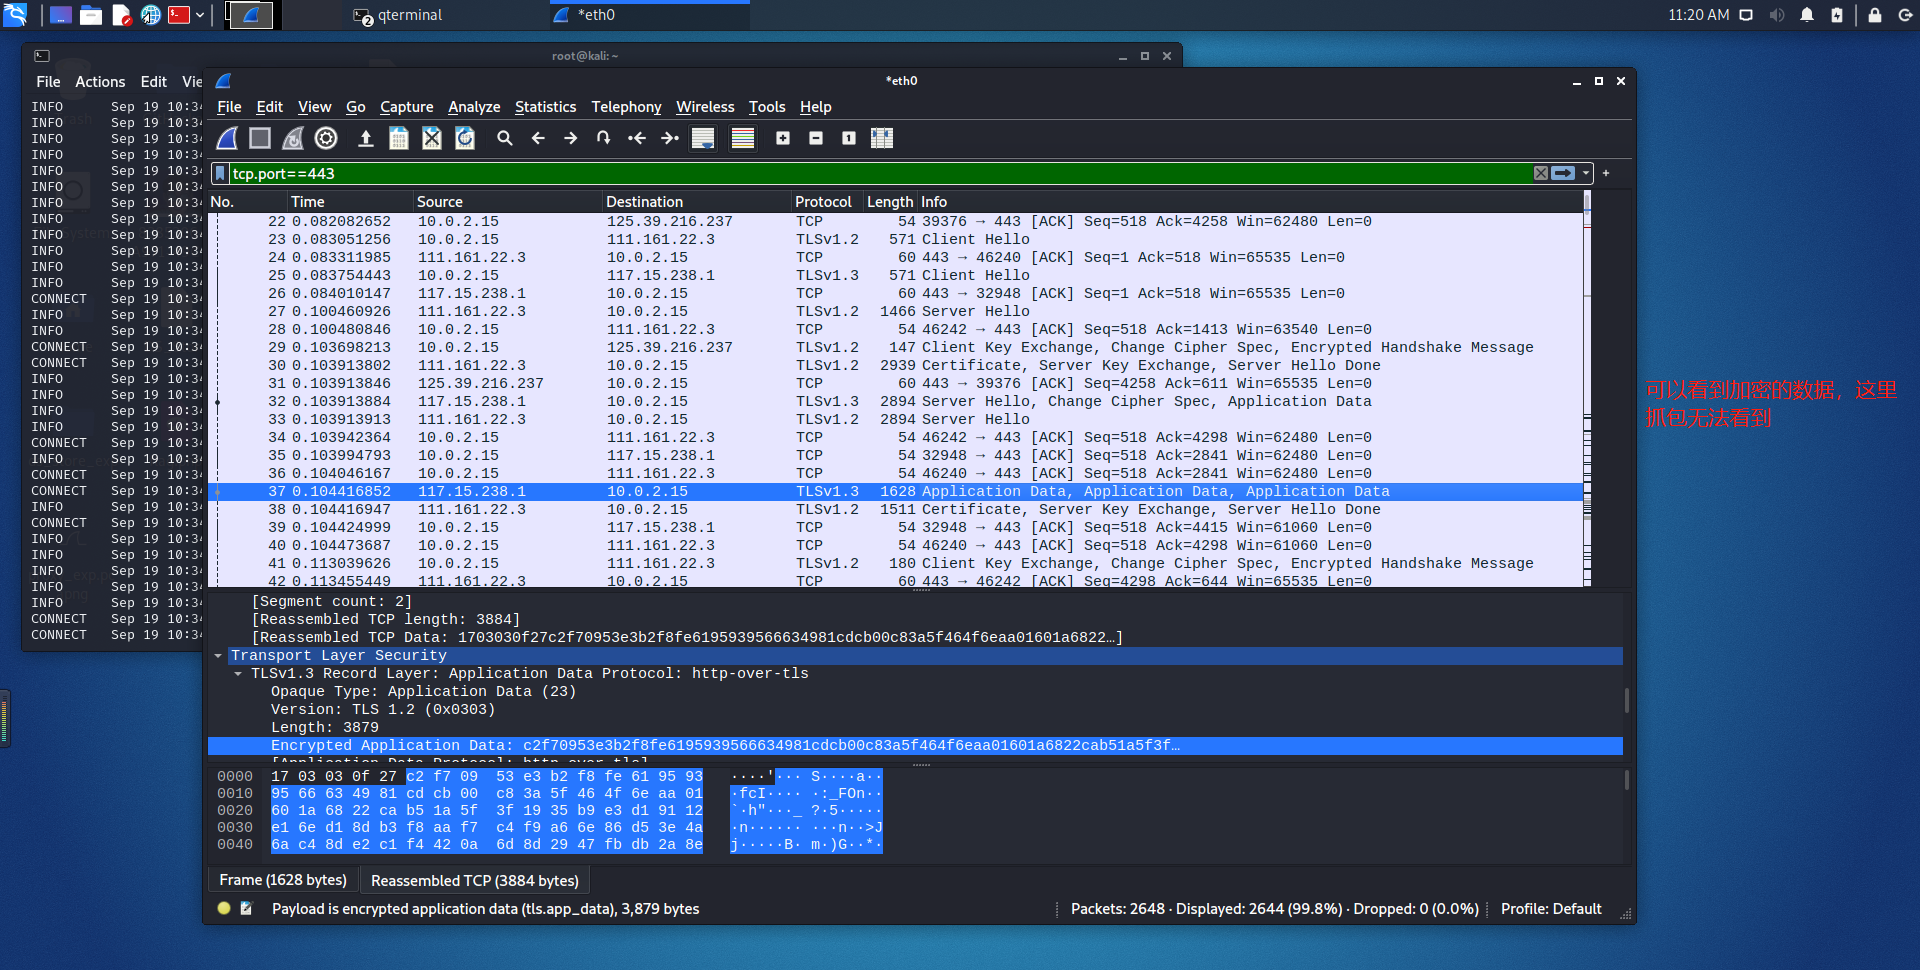 qterminal
*eth0
11:20 AM
root@kali: ~
File Actions Edit Vie
INFO Sep 19 10:34
INFO Sep 19 10:34
INFO Sep 19 10:34
INFO Sep 19 10:34
INFO Sep 19 10:34
INFO Sep 19 10:34
INFO Sep 19 10:34
INFO Sep 19 10:34
INFO Sep 19 10:34
INFO Sep 19 10:34
INFO Sep 19 10:34
INFO Sep 19 10:34
CONNECT Sep 19 10:34
INFO Sep 19 10:34
INFO Sep 19 10:34
CONNECT Sep 19 10:34
CONNECT Sep 19 10:34
INFO Sep 19 10:34
INFO Sep 19 10:34
INFO Sep 19 10:34
INFO Sep 19 10:34
CONNECT Sep 19 10:34
INFO Sep 19 10:34
CONNECT Sep 19 10:34
CONNECT Sep 19 10:34
INFO Sep 19 10:34
CONNECT Sep 19 10:34
INFO Sep 19 10:34
INFO Sep 19 10:34
INFO Sep 19 10:34
INFO Sep 19 10:34
INFO Sep 19 10:34
CONNECT Sep 19 10:34
CONNECT Sep 19 10:34
*eth0
File Edit View Go Capture Analyze Statistics Telephony Wireless Tools Help
tcp.port==443
No. Time Source Destination Protocol Length Info
22 0.082082652 10.0.2.15 125.39.216.237 TCP 54 39376 → 443 [ACK] Seq=518 Ack=4258 Win=62480 Len=0
23 0.083051256 10.0.2.15 111.161.22.3 TLSv1.2 571 Client Hello
24 0.083311985 111.161.22.3 10.0.2.15 TCP 60 443 → 46240 [ACK] Seq=1 Ack=518 Win=65535 Len=0
25 0.083754443 10.0.2.15 117.15.238.1 TLSv1.3 571 Client Hello
26 0.084010147 117.15.238.1 10.0.2.15 TCP 60 443 → 32948 [ACK] Seq=1 Ack=518 Win=65535 Len=0
27 0.100460926 111.161.22.3 10.0.2.15 TLSv1.2 1466 Server Hello
28 0.100480846 10.0.2.15 111.161.22.3 TCP 54 46242 → 443 [ACK] Seq=518 Ack=1413 Win=63540 Len=0
29 0.103698213 10.0.2.15 125.39.216.237 TLSv1.2 147 Client Key Exchange, Change Cipher Spec, Encrypted Handshake Message
30 0.103913802 111.161.22.3 10.0.2.15 TLSv1.2 2939 Certificate, Server Key Exchange, Server Hello Done
31 0.103913846 125.39.216.237 10.0.2.15 TCP 60 443 → 39376 [ACK] Seq=4258 Ack=611 Win=65535 Len=0
32 0.103913884 117.15.238.1 10.0.2.15 TLSv1.3 2894 Server Hello, Change Cipher Spec, Application Data
33 0.103913913 111.161.22.3 10.0.2.15 TLSv1.2 2894 Server Hello
34 0.103942364 10.0.2.15 111.161.22.3 TCP 54 46242 → 443 [ACK] Seq=518 Ack=4298 Win=62480 Len=0
35 0.103994793 10.0.2.15 117.15.238.1 TCP 54 32948 → 443 [ACK] Seq=518 Ack=2841 Win=62480 Len=0
36 0.104046167 10.0.2.15 111.161.22.3 TCP 54 46240 → 443 [ACK] Seq=518 Ack=2841 Win=62480 Len=0
37 0.104416852 117.15.238.1 10.0.2.15 TLSv1.3 1628 Application Data, Application Data, Application Data
38 0.104416947 111.161.22.3 10.0.2.15 TLSv1.2 1511 Certificate, Server Key Exchange, Server Hello Done
39 0.104424999 10.0.2.15 117.15.238.1 TCP 54 32948 → 443 [ACK] Seq=518 Ack=4415 Win=61060 Len=0
40 0.104473687 10.0.2.15 111.161.22.3 TCP 54 46240 → 443 [ACK] Seq=518 Ack=4298 Win=61060 Len=0
41 0.113039626 10.0.2.15 111.161.22.3 TLSv1.2 180 Client Key Exchange, Change Cipher Spec, Encrypted Handshake Message
42 0.113455449 111.161.22.3 10.0.2.15 TCP 60 443 → 46242 [ACK] Seq=4298 Ack=644 Win=65535 Len=0
可以看到加密的数据，这里
抓包无法看到
[Segment count: 2]
[Reassembled TCP length: 3884]
[Reassembled TCP Data: 1703030f27c2f70953e3b2f8fe6195939566634981cdcb00c83a5f464f6eaa01601a6822…]
Transport Layer Security
TLSv1.3 Record Layer: Application Data Protocol: http-over-tls
Opaque Type: Application Data (23)
Version: TLS 1.2 (0x0303)
Length: 3879
Encrypted Application Data: c2f70953e3b2f8fe6195939566634981cdcb00c83a5f464f6eaa01601a6822cab51a5f3f…
[Application Data Protocol: http-over-tls]
0000 17 03 03 0f 27 c2 f7 09 53 e3 b2 f8 fe 61 95 93 ····'··· S····a··
0010 95 66 63 49 81 cd cb 00 c8 3a 5f 46 4f 6e aa 01 ·fcI···· ·:_FOn··
0020 60 1a 68 22 ca b5 1a 5f 3f 19 35 b9 e3 d1 91 12 `·h"···_ ?·5·····
0030 e1 6e d1 8d b3 f8 aa f7 c4 f9 a6 6e 86 d5 3e 4a ·n······ ···n··>J
0040 6a c4 8d e2 c1 f4 42 0a 6d 8d 29 47 fb db 2a 8e j·····B· m·)G··*·
Frame (1628 bytes) Reassembled TCP (3884 bytes)
Payload is encrypted application data (tls.app_data), 3,879 bytes
Packets: 2648 · Displayed: 2644 (99.8%) · Dropped: 0 (0.0%)
Profile: Default